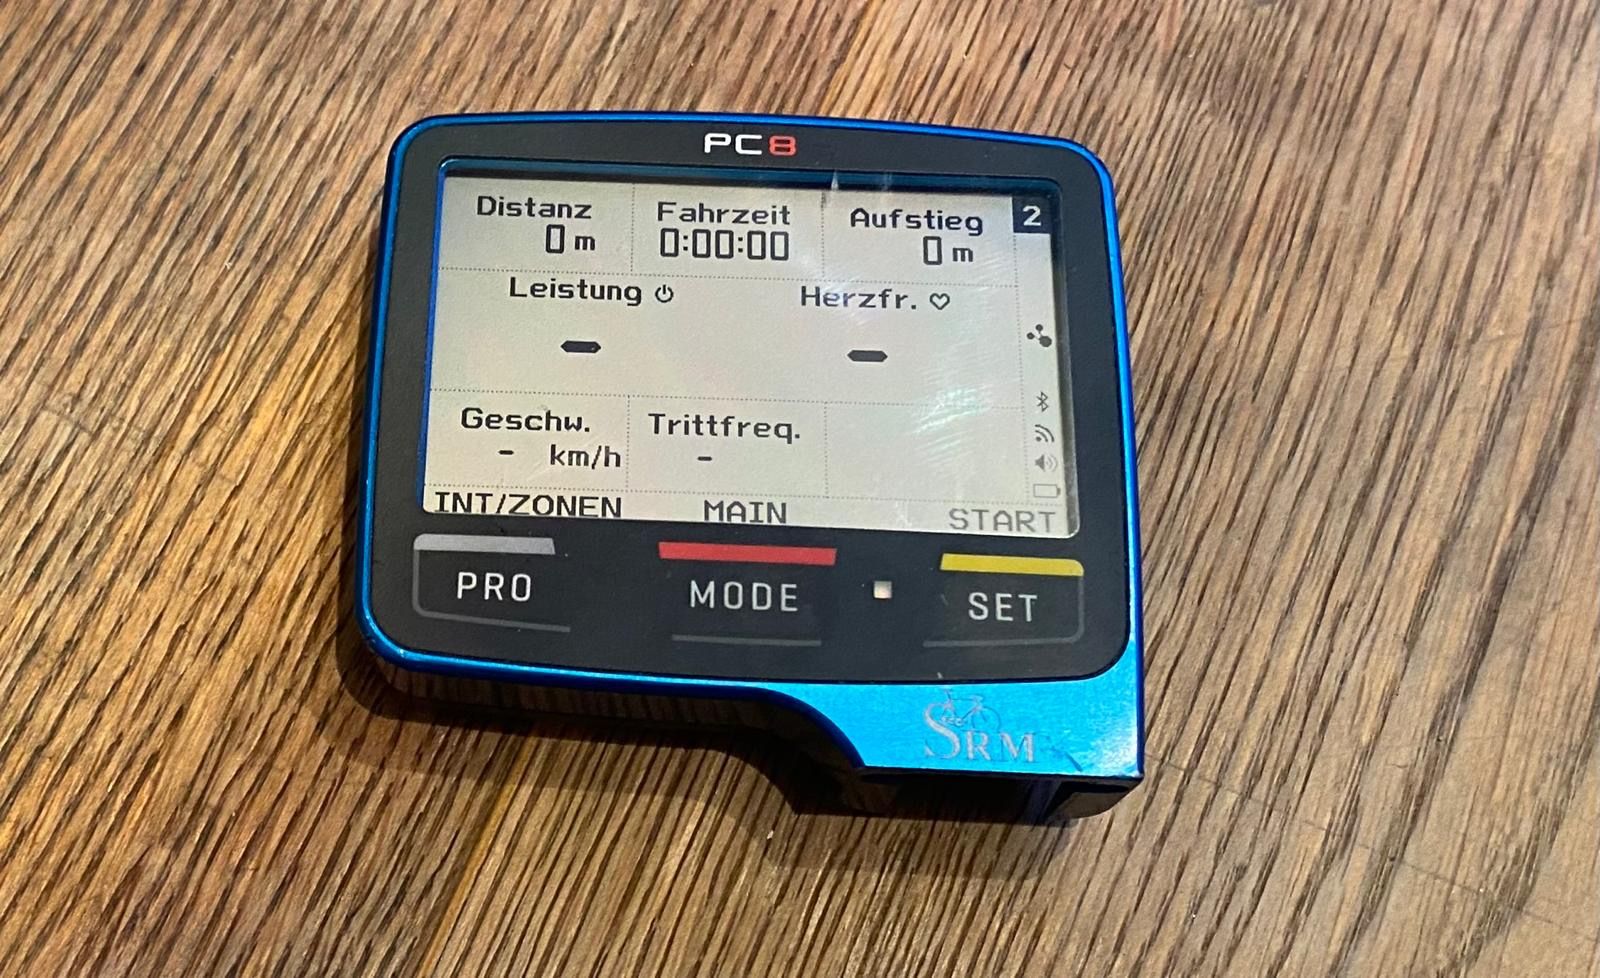 PC8
Distanz Fahrzeit Aufstieg 2
0 m 0:00:00 0 m
Leistung Herzfr.
- -
Geschw. Trittfreq.
- km/h -
INT/ZONEN MAIN START
PRO MODE SET
SRM